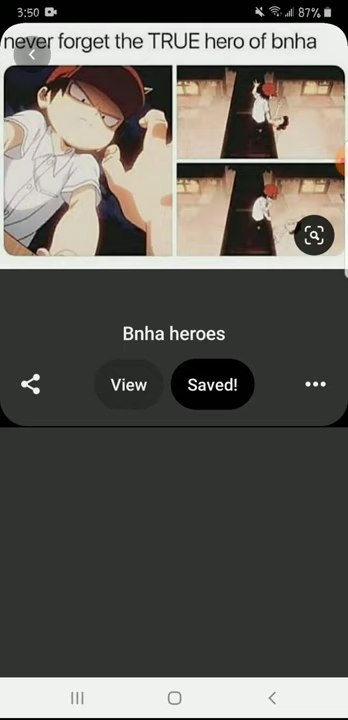 3:50
87%
never forget the TRUE hero of bnha
Bnha heroes
View
Saved!